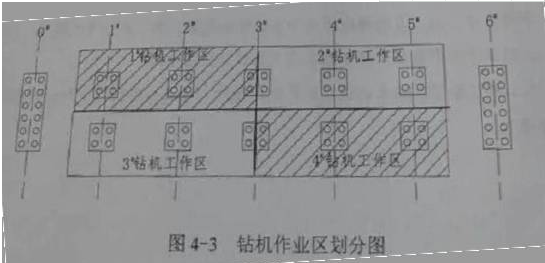 0# 1# 2# 3# 4# 5# 6#
1#钻机工作区 2#钻机工作区
3#钻机工作区 4#钻机工作区
图4-3 钻机作业区划分图